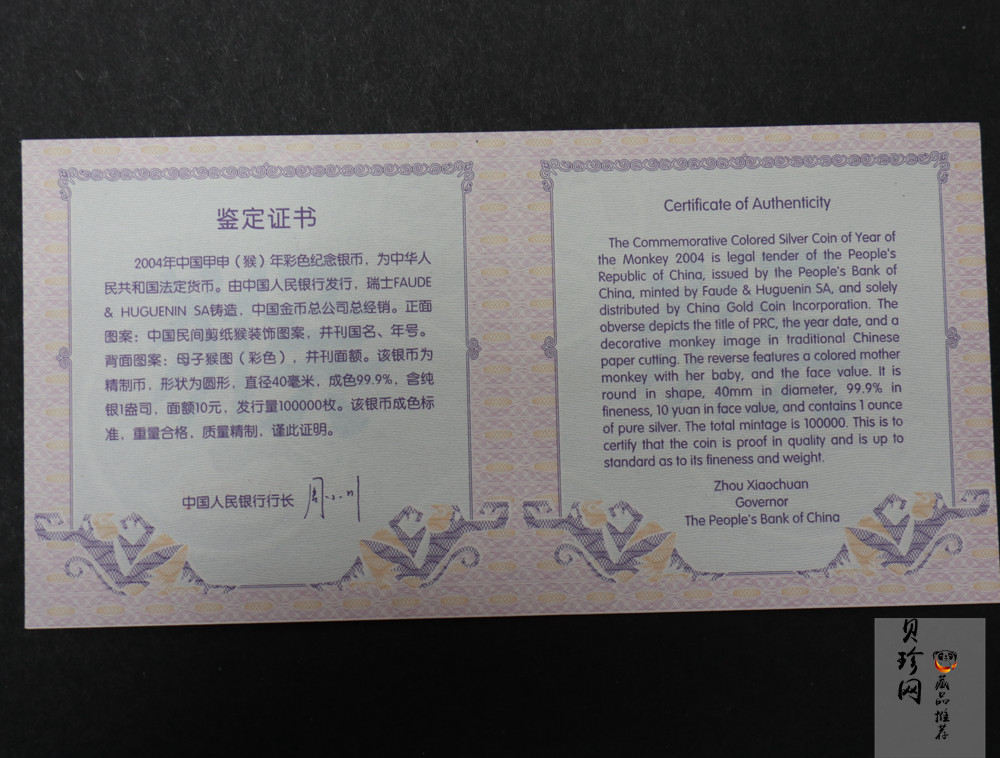 鉴定证书
2004年中国甲申（猴）年彩色纪念银币，为中华人
民共和国法定货币。由中国人民银行发行，瑞士FAUDE
& HUGUENIN SA铸造，中国金币总公司总经销。正面
图案：中国民间剪纸猴装饰图案，并刊国名、年号。
背面图案：母子猴图（彩色），并刊面额。该银币为
精制币，形状为圆形，直径40毫米，成色99.9%，含纯
银1盎司，面额10元，发行量100000枚。该银币成色标
准，重量合格，质量精制，谨此证明。
中国人民银行行长
Certificate of Authenticity
The Commemorative Colored Silver Coin of Year of
the Monkey 2004 is legal tender of the People's
Republic of China, issued by the People's Bank of
China, minted by Faude & Huguenin SA, and solely
distributed by China Gold Coin Incorporation. The
obverse depicts the title of PRC, the year date, and a
decorative monkey image in traditional Chinese
paper cutting. The reverse features a colored mother
monkey with her baby, and the face value. It is
round in shape, 40mm in diameter, 99.9% in
fineness, 10 yuan in face value, and contains 1 ounce
of pure silver. The total mintage is 100000. This is to
certify that the coin is proof in quality and is up to
standard as to its fineness and weight.
Zhou Xiaochuan
Governor
The People's Bank of China
贝珍网
藏品推荐